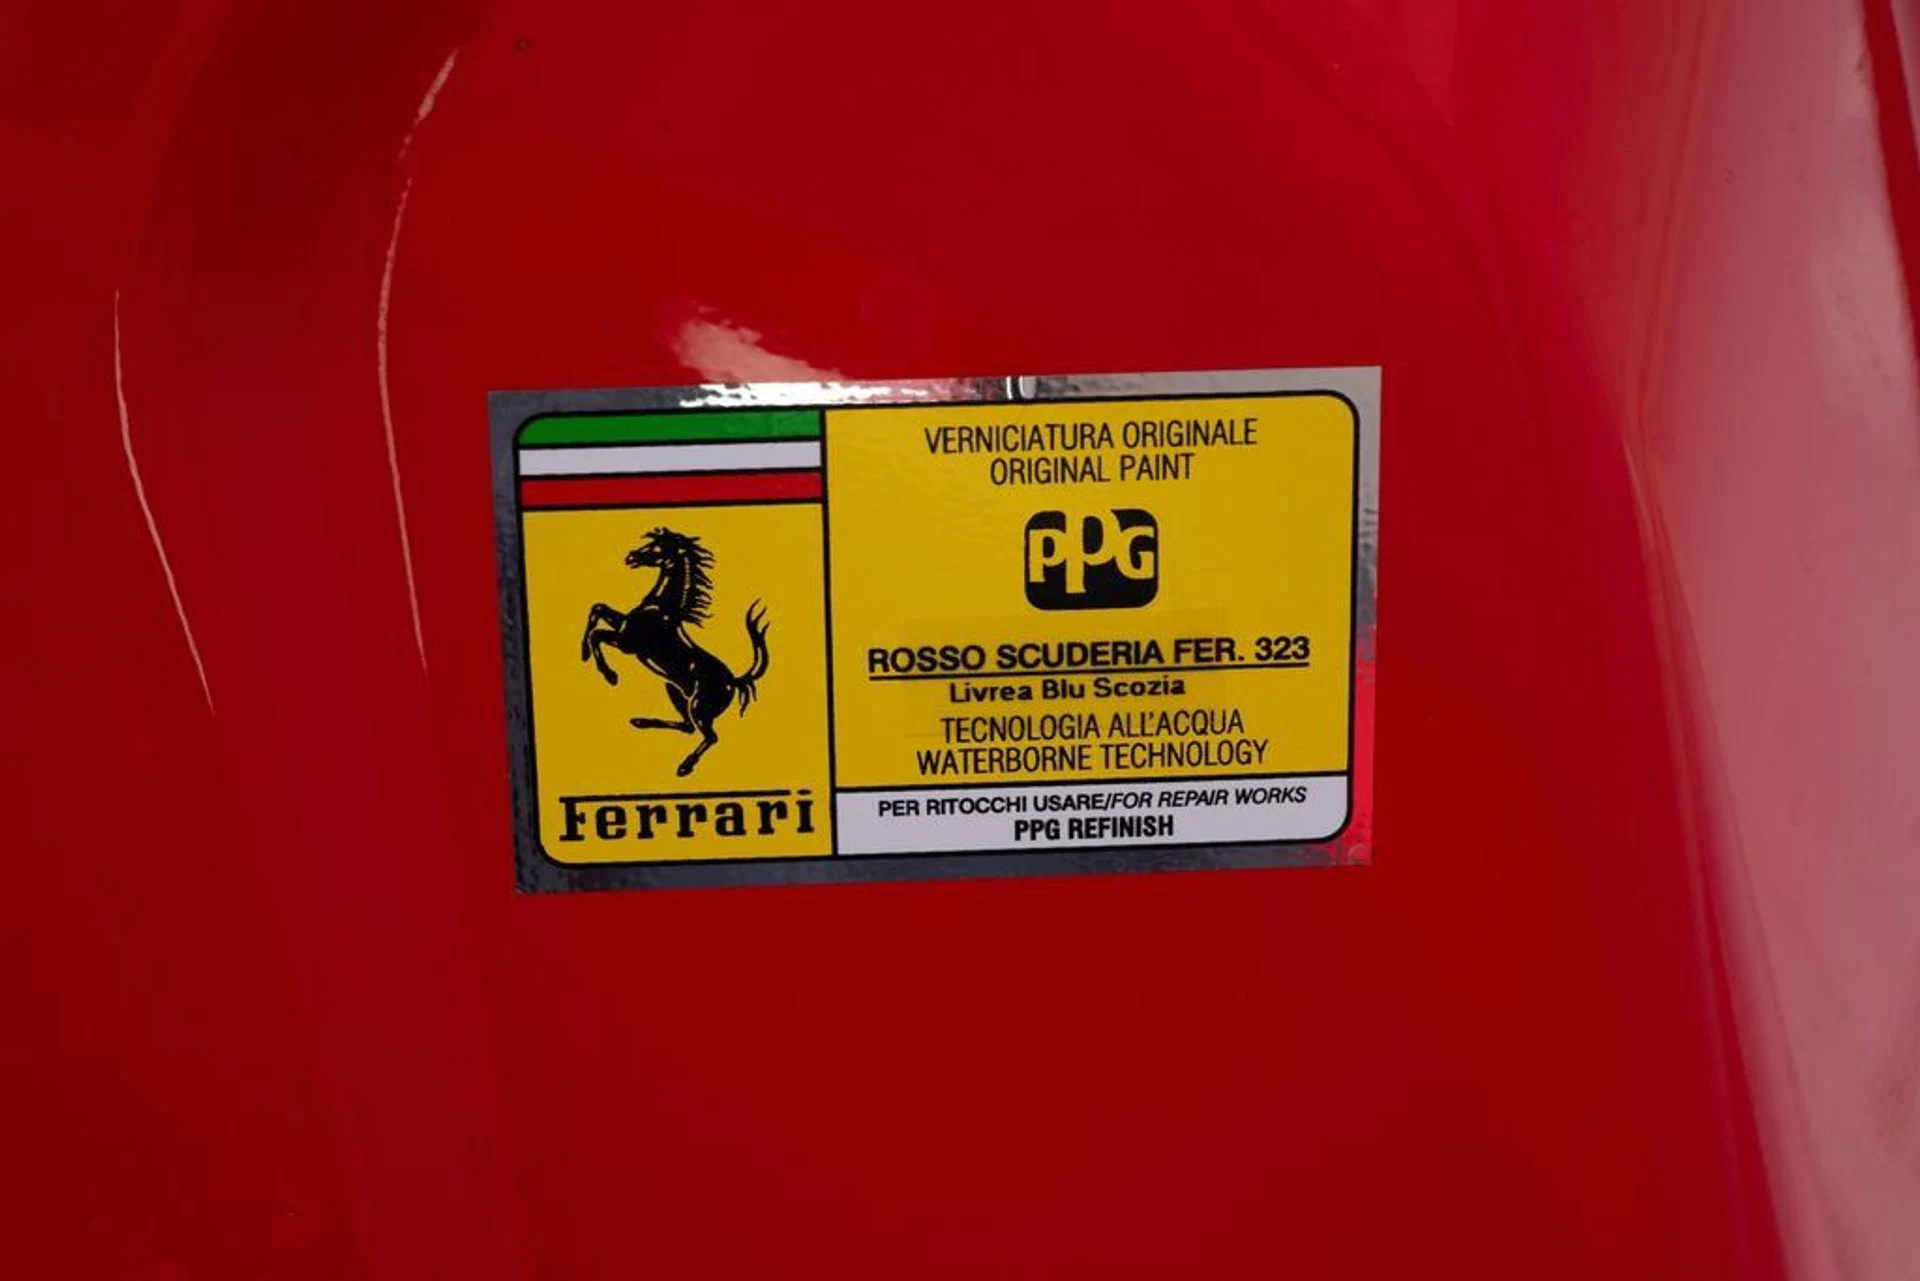 VERNICIATURA ORIGINALE
ORIGINAL PAINT
PPG
ROSSO SCUDERIA FER. 323
Livrea Blu Scozia
TECNOLOGIA ALL'ACQUA
WATERBORNE TECHNOLOGY
Ferrari
PER RITOCCHI USARE/FOR REPAIR WORKS
PPG REFINISH